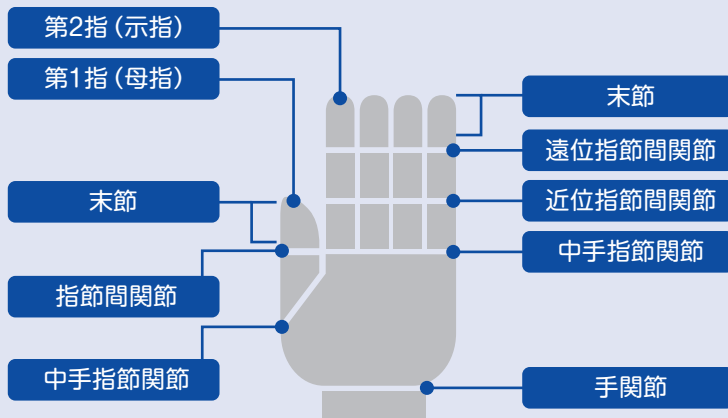 第2指（示指）
第1指（母指）
末節
指節間関節
中手指節関節
末節
遠位指節間関節
近位指節間関節
中手指節関節
手関節